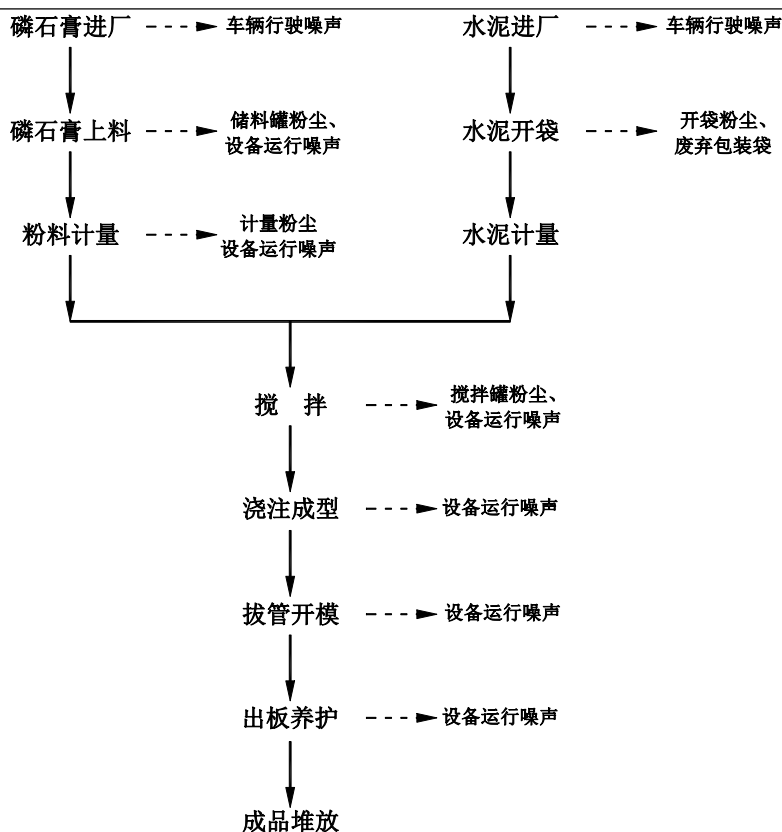 磷石膏进厂
车辆行驶噪声
水泥进厂
车辆行驶噪声
磷石膏上料
储料罐粉尘、
设备运行噪声
水泥开袋
开袋粉尘、
废弃包装袋
粉料计量
计量粉尘
设备运行噪声
水泥计量
搅 拌
搅拌罐粉尘、
设备运行噪声
浇注成型
设备运行噪声
拔管开模
设备运行噪声
出板养护
设备运行噪声
成品堆放